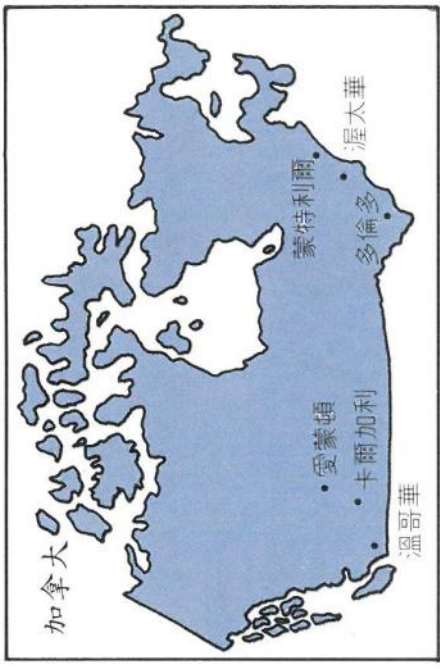 加拿大
愛蒙頓
卡爾加利
溫哥華
蒙特利爾
渥太華
多倫多